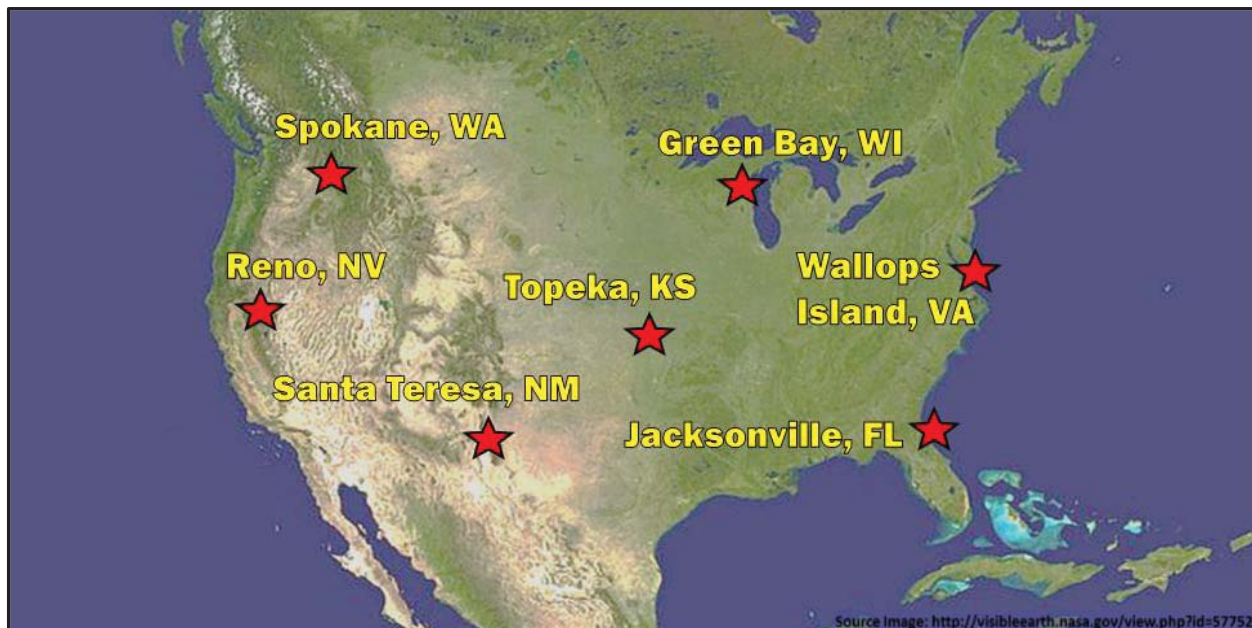 Spokane, WA
Green Bay, WI
Reno, NV
Topeka, KS
Wallops
Island, VA
Santa Teresa, NM
Jacksonville, FL
Source Image: http://visibleearth.nasa.gov/view.php?id=57752